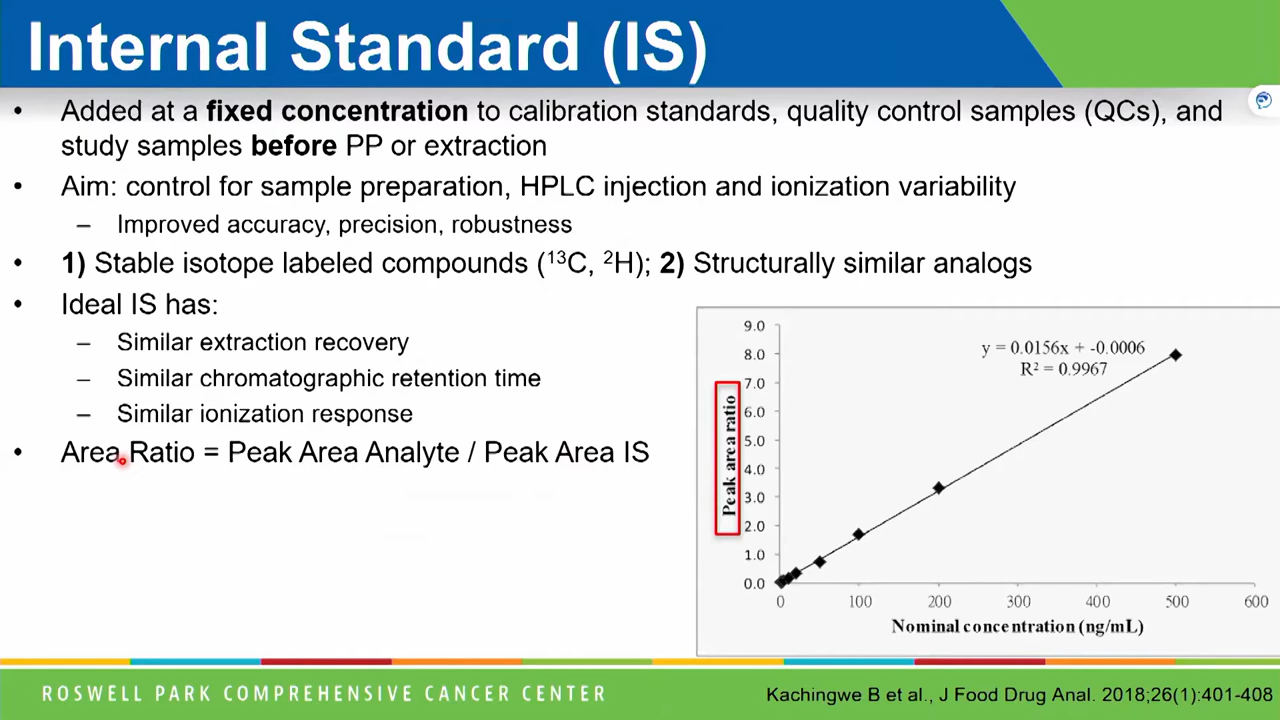 Internal Standard (IS)
• Added at a fixed concentration to calibration standards, quality control samples (QCs), and
study samples before PP or extraction
• Aim: control for sample preparation, HPLC injection and ionization variability
– Improved accuracy, precision, robustness
• 1) Stable isotope labeled compounds (¹³C, ²H); 2) Structurally similar analogs
• Ideal IS has:
– Similar extraction recovery
– Similar chromatographic retention time
– Similar ionization response
• Area Ratio = Peak Area Analyte / Peak Area IS
Peak area ratio
9.0
8.0
7.0
6.0
5.0
4.0
3.0
2.0
1.0
0.0
y = 0.0156x + -0.0006
R² = 0.9967
0 100 200 300 400 500 600
Nominal concentration (ng/mL)
ROSWELL PARK COMPREHENSIVE CANCER CENTER
Kachingwe B et al., J Food Drug Anal. 2018;26(1):401-408